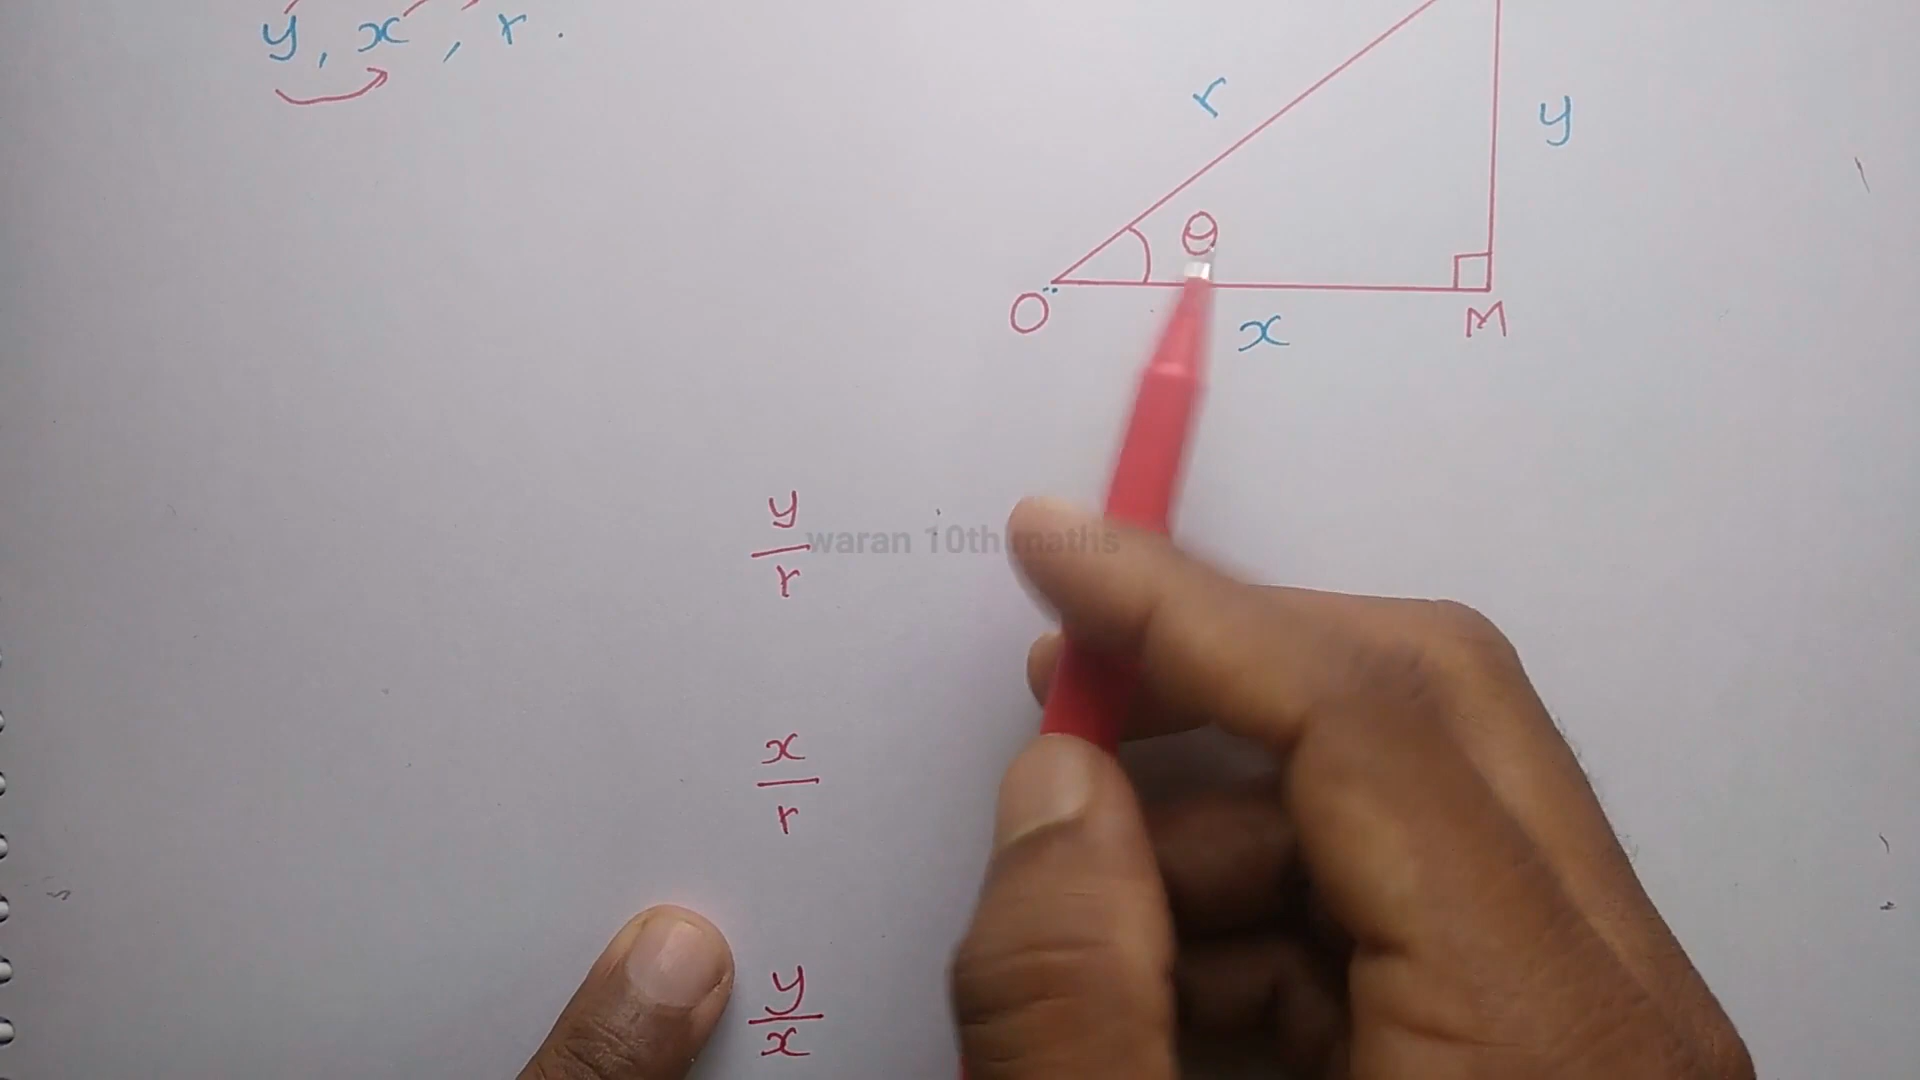 y, x, r.
r
y
θ
O
x
M
y
r
waran 10th maths
x
r
y
x